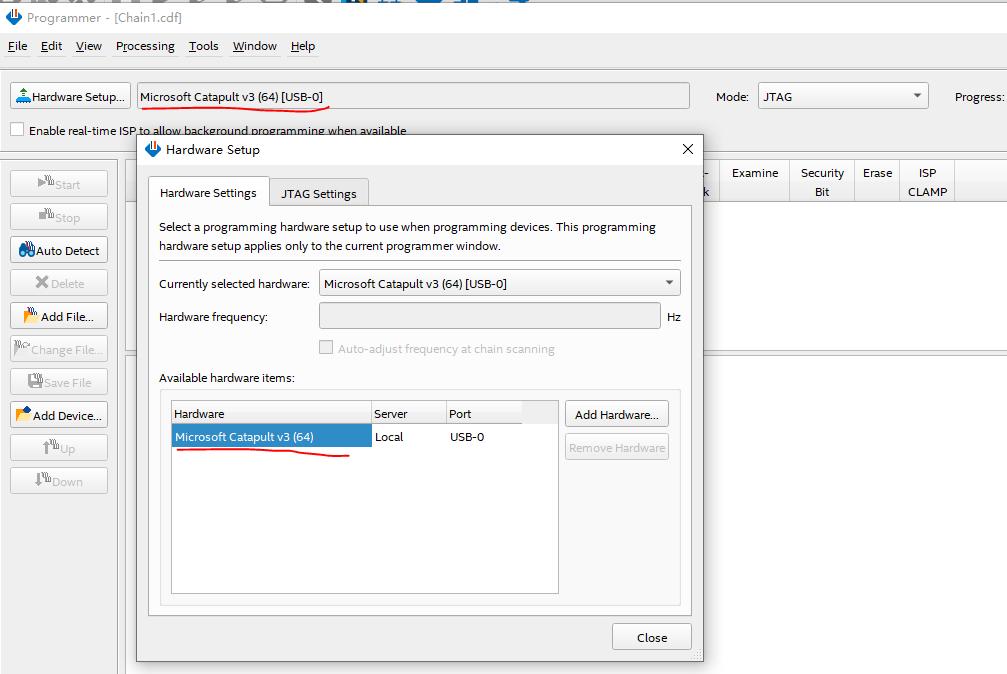 Programmer - [Chain1.cdf]
File Edit View Processing Tools Window Help
Hardware Setup... Microsoft Catapult v3 (64) [USB-0] Mode: JTAG Progress:
Enable real-time ISP to allow background programming when available
Hardware Setup
Start
Stop
Auto Detect
Delete
Add File...
Change File...
Save File
Add Device...
Up
Down
Hardware Settings JTAG Settings
Select a programming hardware setup to use when programming devices. This programming
hardware setup applies only to the current programmer window.
Currently selected hardware: Microsoft Catapult v3 (64) [USB-0]
Hardware frequency: Hz
Auto-adjust frequency at chain scanning
Available hardware items:
Hardware Server Port
Microsoft Catapult v3 (64) Local USB-0
Add Hardware...
Remove Hardware
Close
Examine Security Erase ISP
Bit CLAMP